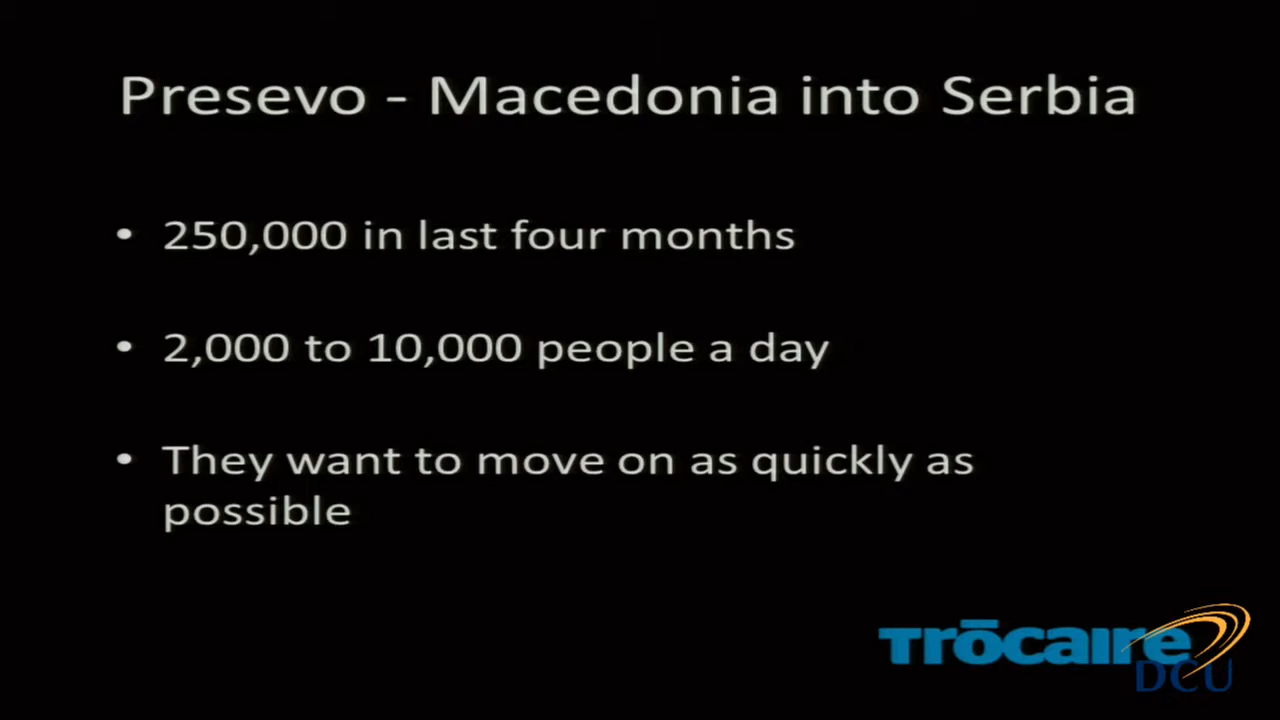 Presevo - Macedonia into Serbia
• 250,000 in last four months
• 2,000 to 10,000 people a day
• They want to move on as quickly as
possible
Trōcaire
DCU